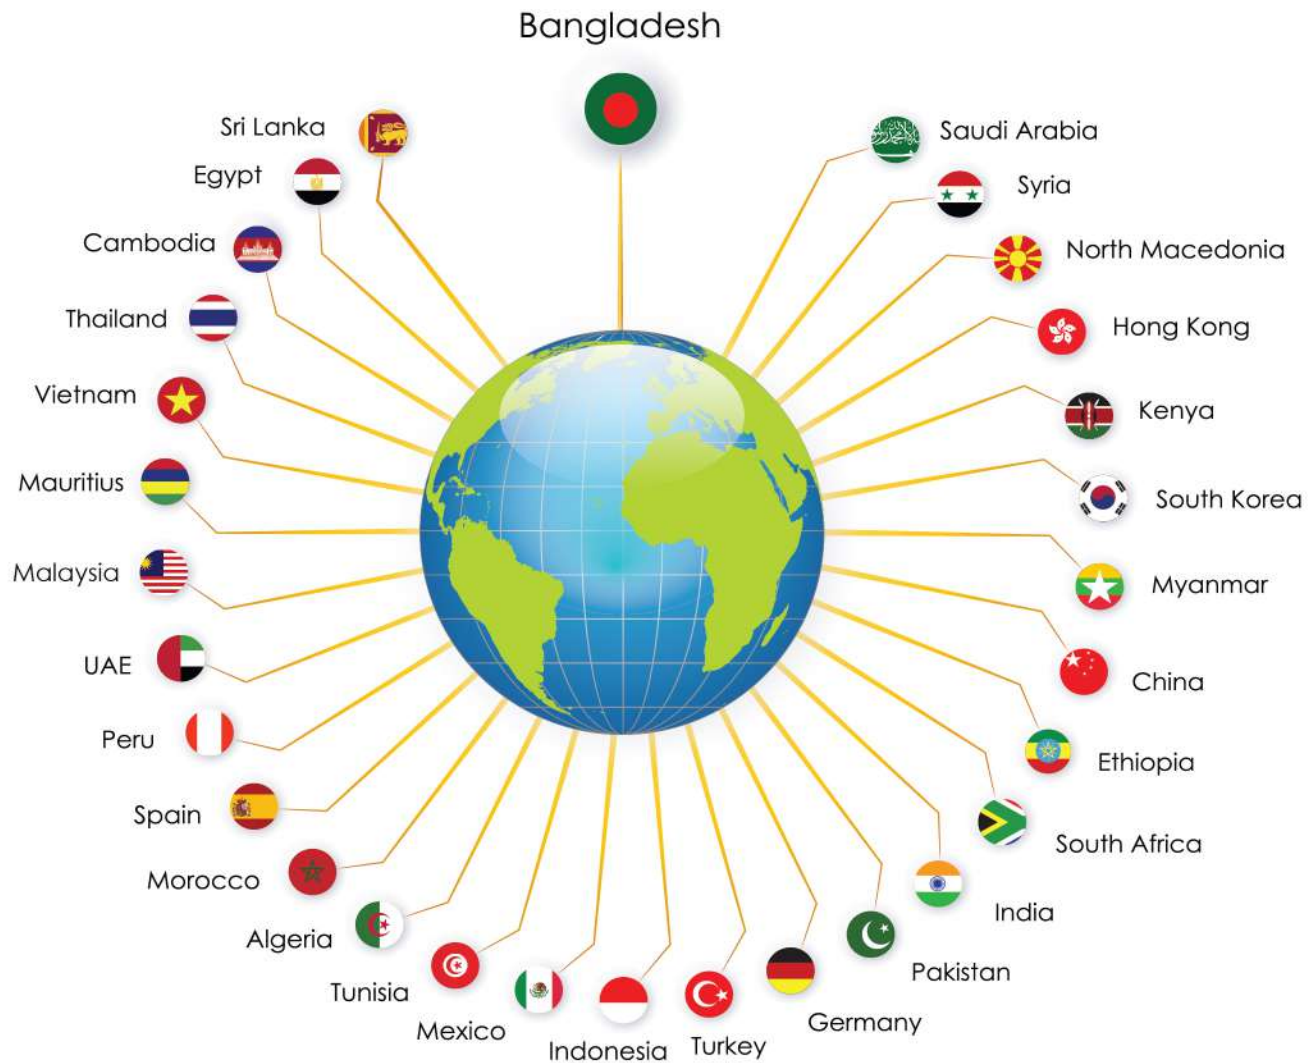 Bangladesh
Sri Lanka
Saudi Arabia
Egypt
Syria
Cambodia
North Macedonia
Thailand
Hong Kong
Vietnam
Kenya
Mauritius
South Korea
Malaysia
Myanmar
UAE
China
Peru
Ethiopia
Spain
South Africa
Morocco
India
Algeria
Pakistan
Tunisia
Germany
Mexico
Turkey
Indonesia